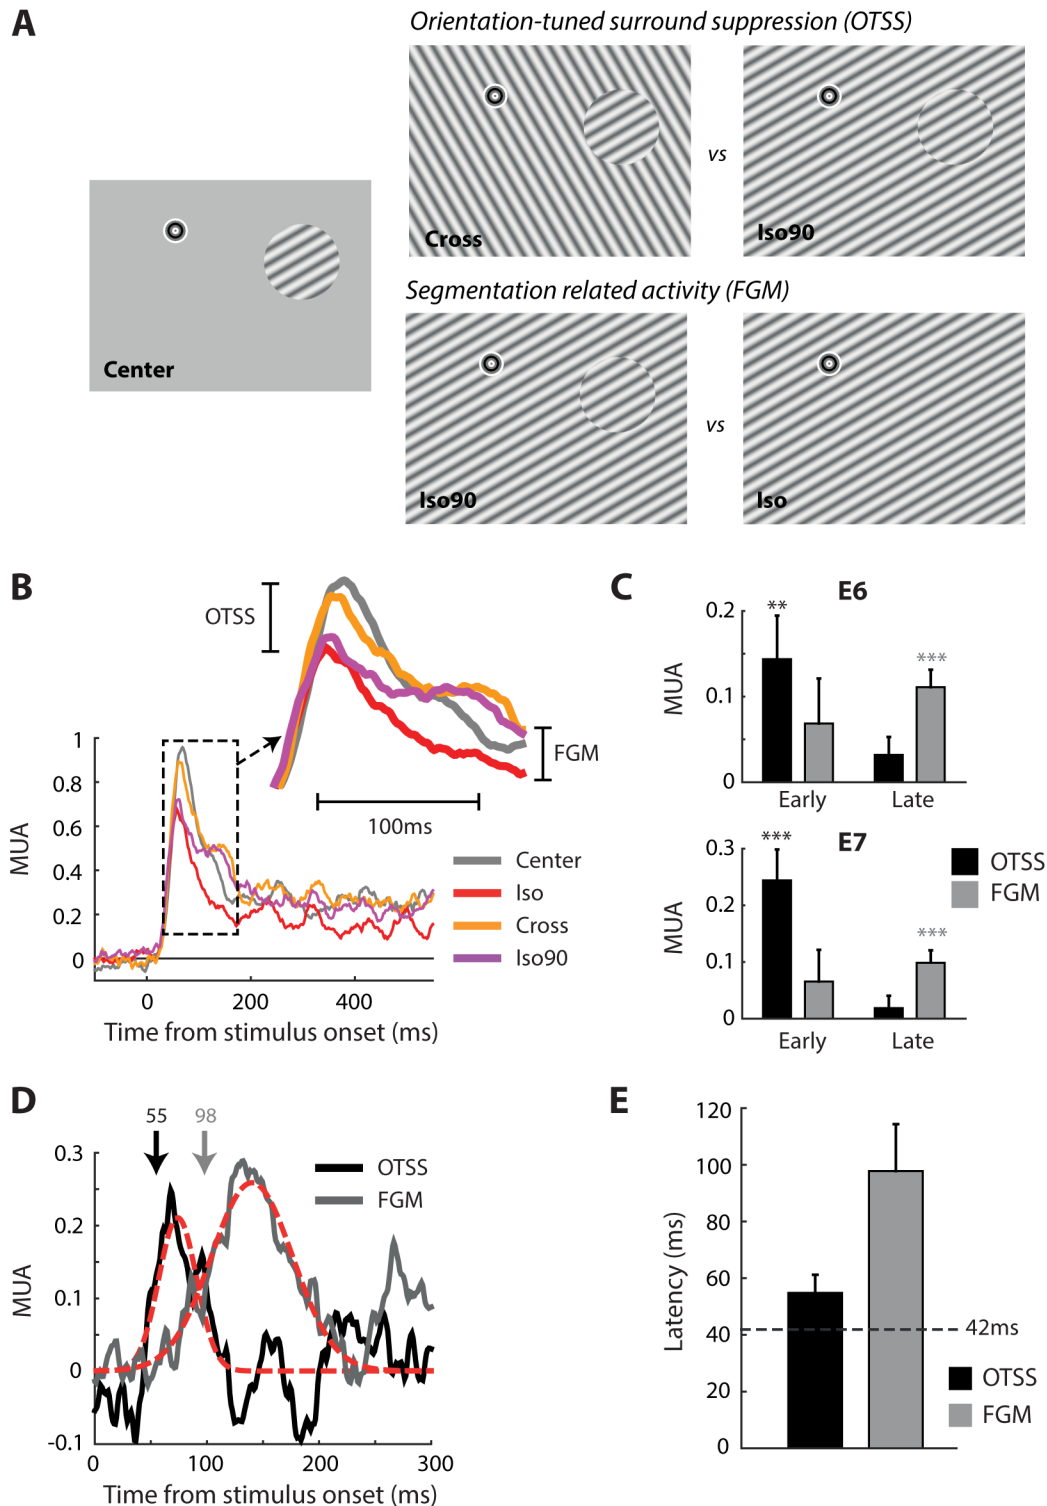 A
Orientation-tuned surround suppression (OTSS)
Center
Cross
vs
Iso90
Segmentation related activity (FGM)
Iso90
vs
Iso
B
OTSS
FGM
100ms
1
0.8
0.6
0.4
0.2
0
MUA
0
200
400
Time from stimulus onset (ms)
Center
Iso
Cross
Iso90
C
E6
0.2
0.1
0
MUA
**
***
Early
Late
E7
0.3
0.2
0.1
0
MUA
***
***
Early
Late
OTSS
FGM
D
55
98
0.3
0.2
0.1
0
-0.1
MUA
0
100
200
300
Time from stimulus onset (ms)
OTSS
FGM
E
120
100
80
60
40
20
0
Latency (ms)
42ms
OTSS
FGM